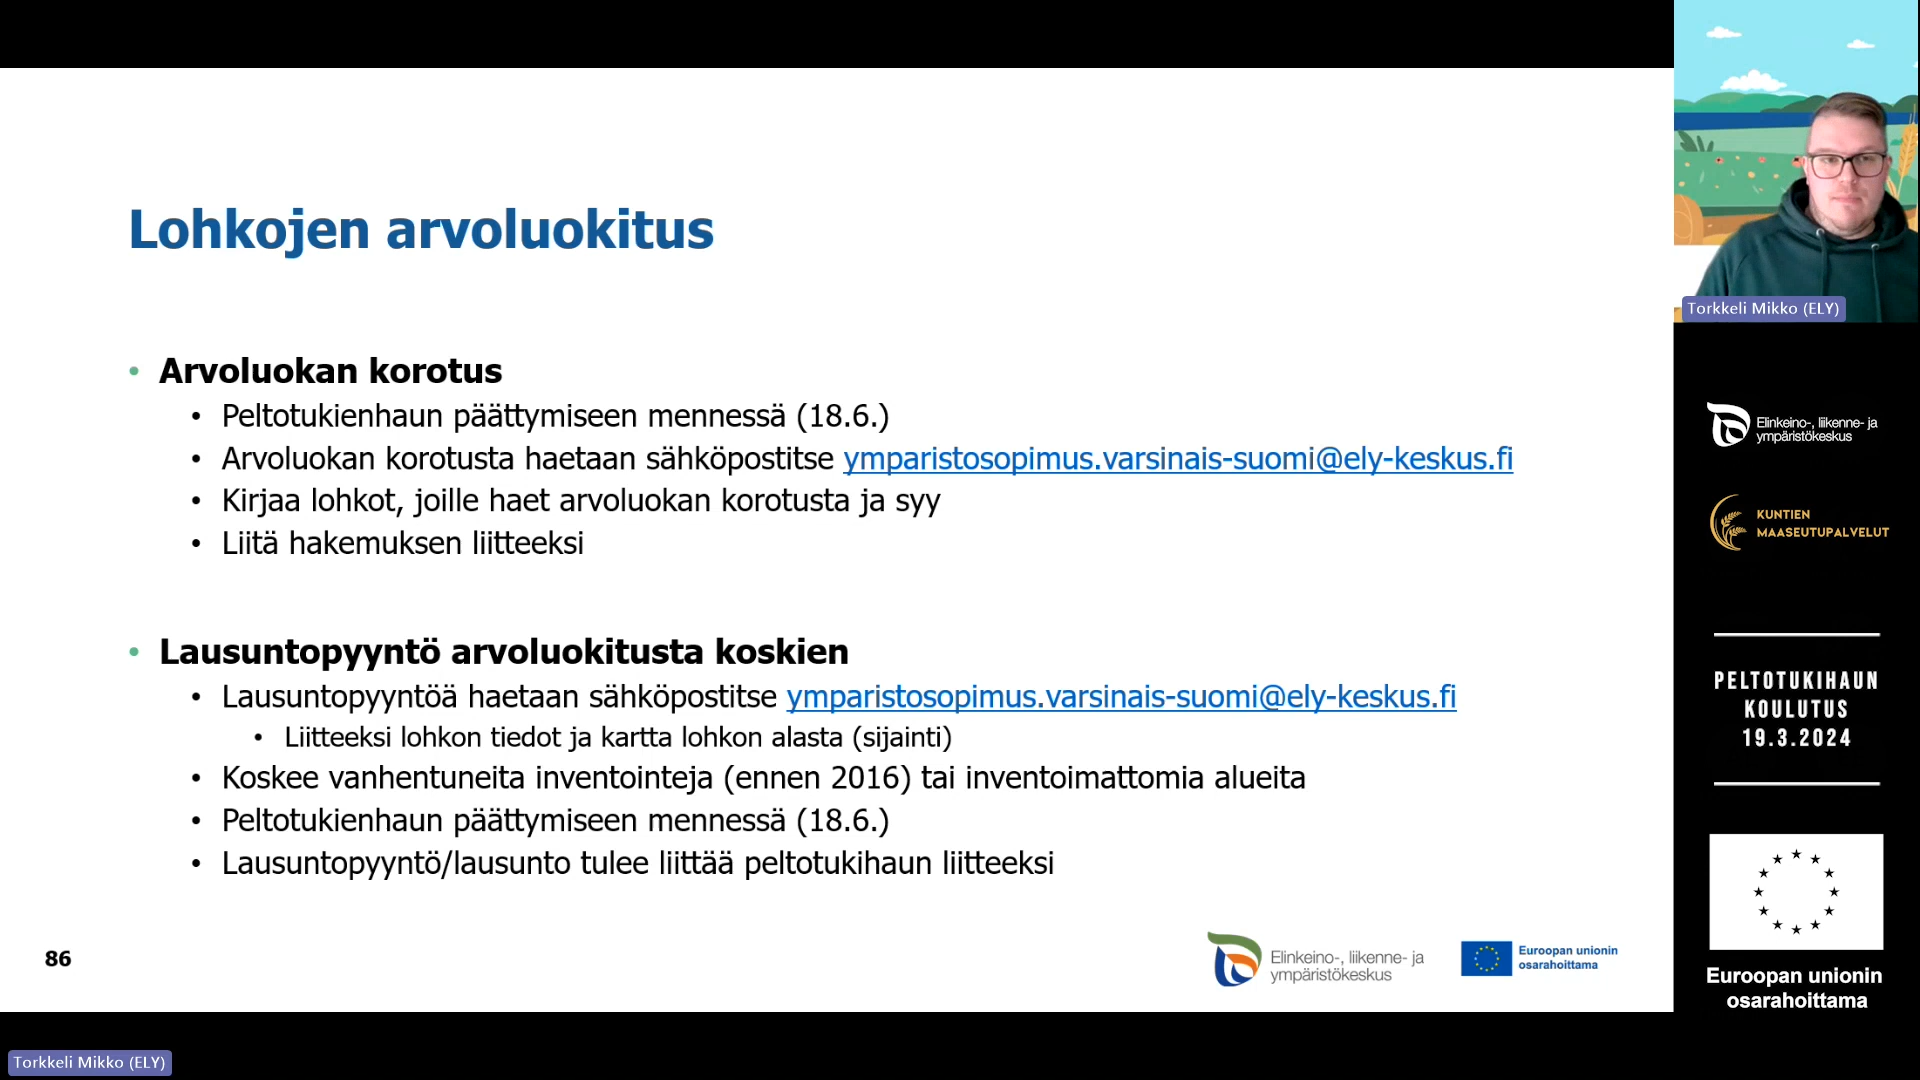 Lohkojen arvoluokitus
• Arvoluokan korotus
• Peltotukienhaun päättymiseen mennessä (18.6.)
• Arvoluokan korotusta haetaan sähköpostitse ymparistosopimus.varsinais-suomi@ely-keskus.fi
• Kirjaa lohkot, joille haet arvoluokan korotusta ja syy
• Liitä hakemuksen liitteeksi
• Lausuntopyyntö arvoluokitusta koskien
• Lausuntopyyntöä haetaan sähköpostitse ymparistosopimus.varsinais-suomi@ely-keskus.fi
• Liitteeksi lohkon tiedot ja kartta lohkon alasta (sijainti)
• Koskee vanhentuneita inventointeja (ennen 2016) tai inventoimattomia alueita
• Peltotukienhaun päättymiseen mennessä (18.6.)
• Lausuntopyyntö/lausunto tulee liittää peltotukihaun liitteeksi
86
Elinkeino-, liikenne- ja
ympäristökeskus
Euroopan unionin
osarahoittama
Torkkeli Mikko (ELY)
Elinkeino-, liikenne- ja
ympäristökeskus
KUNTIEN
MAASEUTUPALVELUT
PELTOTUKIHAUN
KOULUTUS
19.3.2024
Euroopan unionin
osarahoittama
Torkkeli Mikko (ELY)